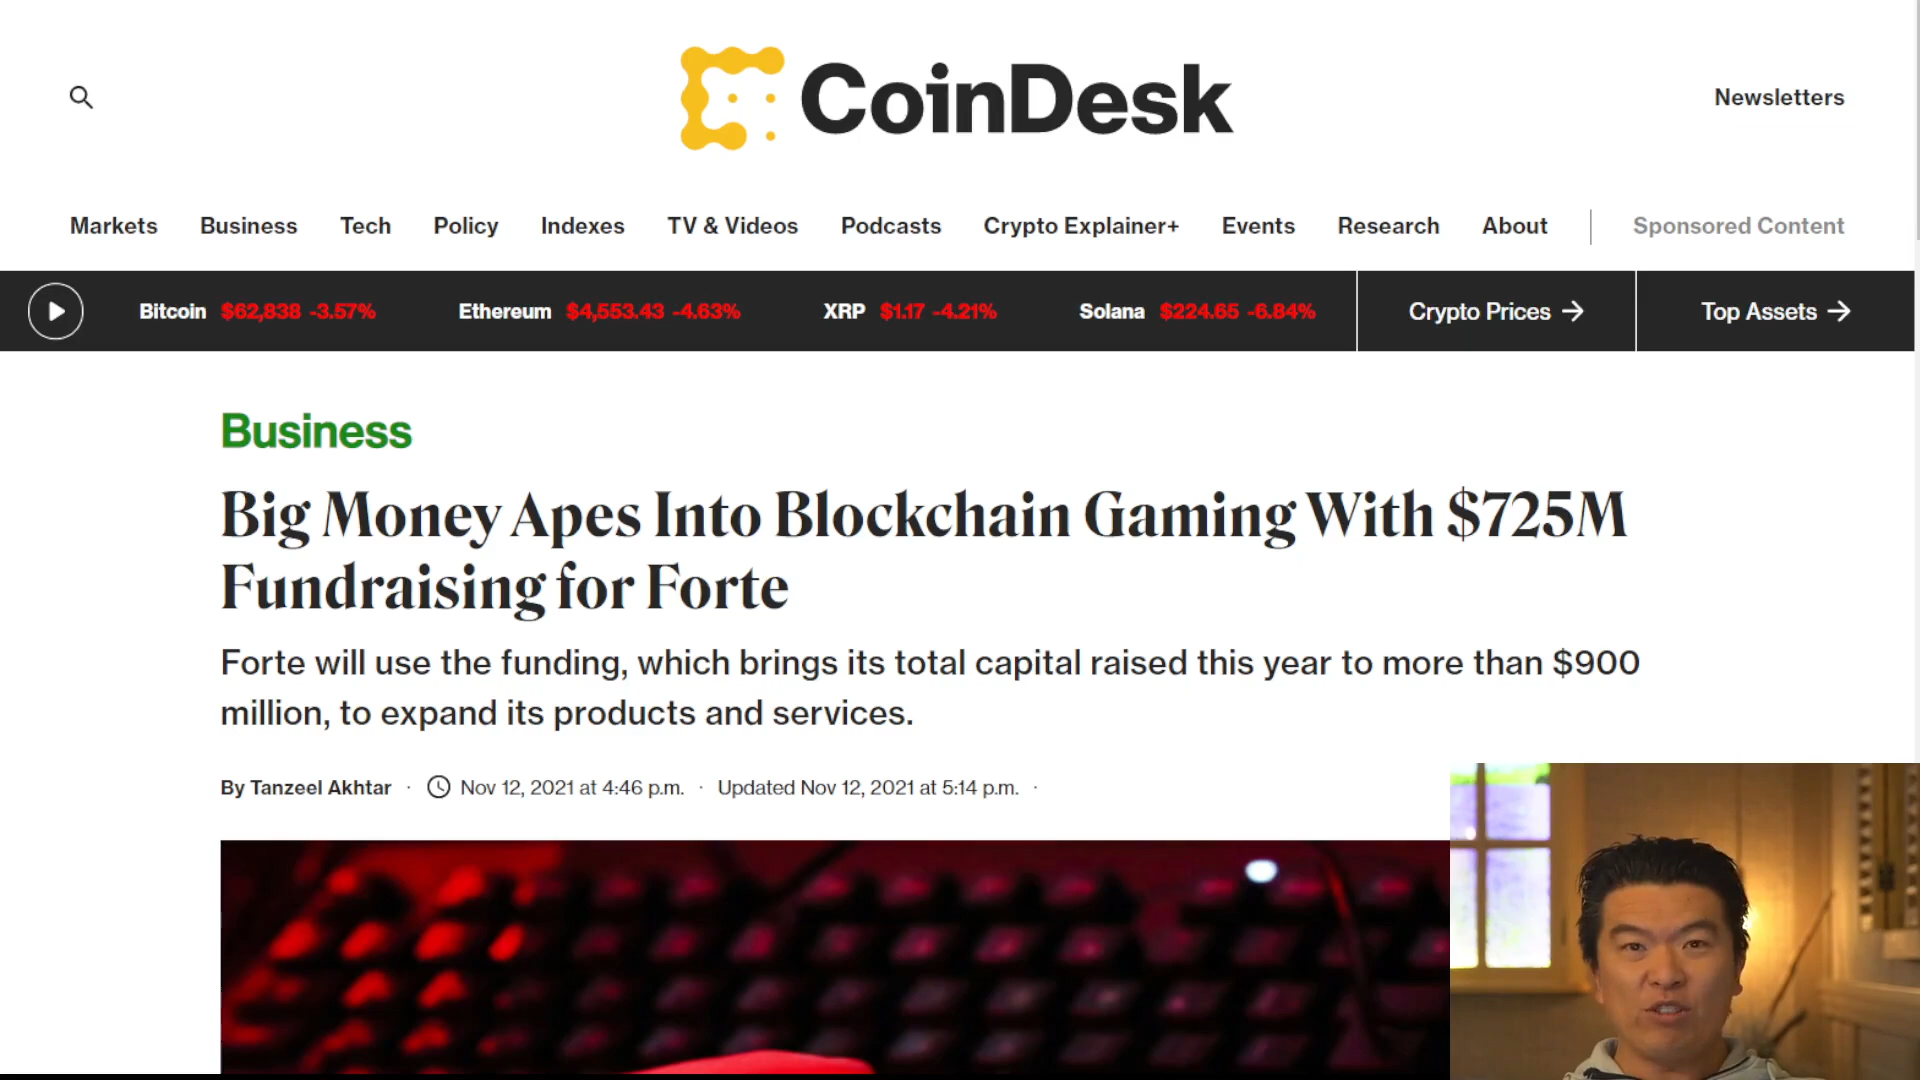 CoinDesk
Newsletters
Markets Business Tech Policy Indexes TV & Videos Podcasts Crypto Explainer+ Events Research About Sponsored Content
Bitcoin $62,838 -3.57% Ethereum $4,553.43 -4.63% XRP $1.17 -4.21% Solana $224.65 -6.84% Crypto Prices → Top Assets →
Business
Big Money Apes Into Blockchain Gaming With $725M
Fundraising for Forte
Forte will use the funding, which brings its total capital raised this year to more than $900
million, to expand its products and services.
By Tanzeel Akhtar · Nov 12, 2021 at 4:46 p.m. · Updated Nov 12, 2021 at 5:14 p.m. ·